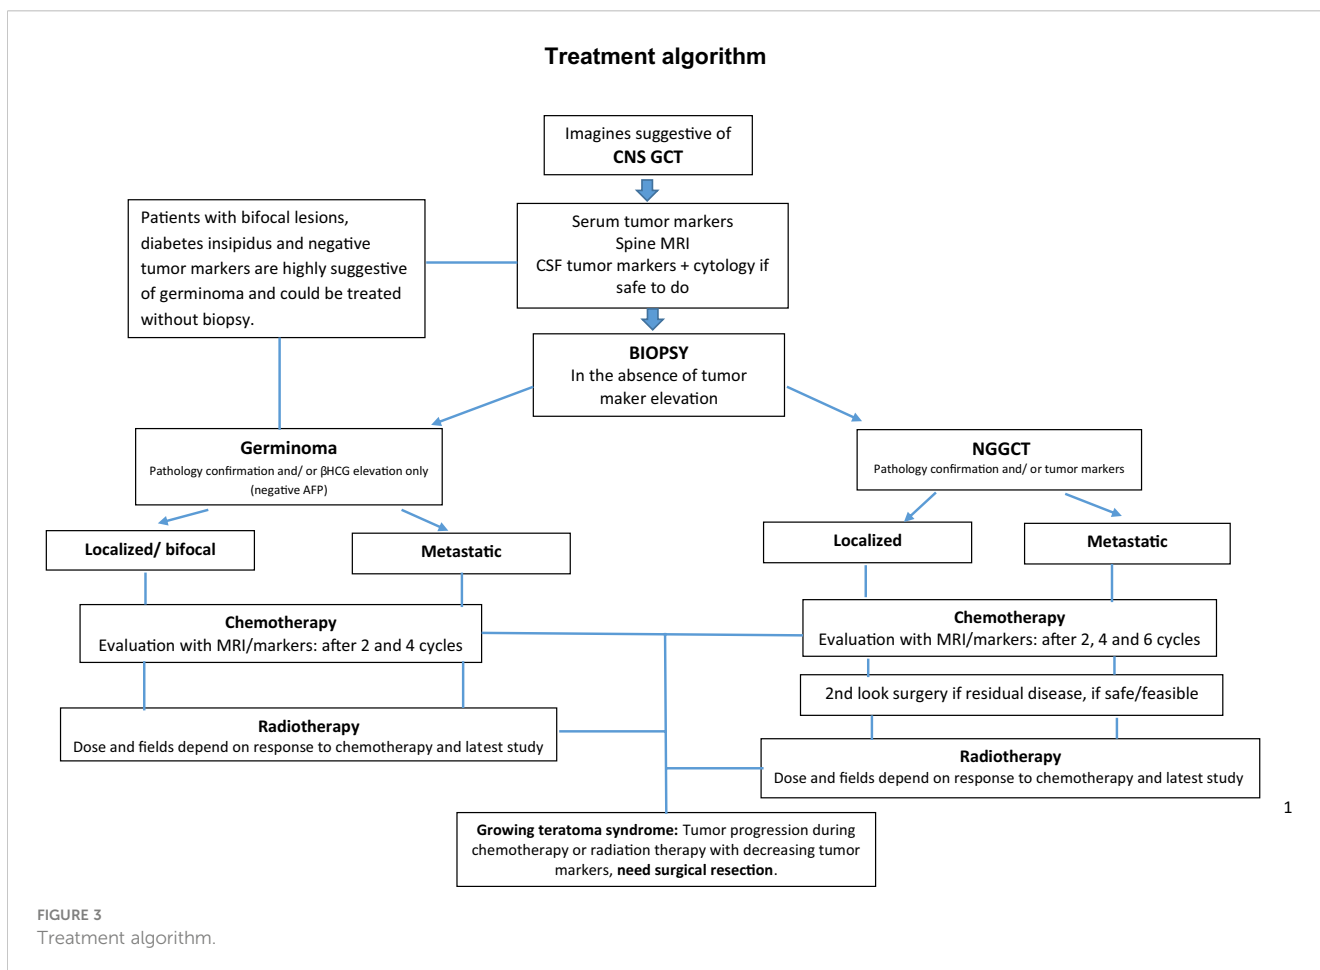 Treatment algorithm
Imagines suggestive of
CNS GCT
Patients with bifocal lesions,
diabetes insipidus and negative
tumor markers are highly suggestive
of germinoma and could be treated
without biopsy.
Serum tumor markers
Spine MRI
CSF tumor markers + cytology if
safe to do
BIOPSY
In the absence of tumor
maker elevation
Germinoma
Pathology confirmation and/ or βHCG elevation only
(negative AFP)
NGGCT
Pathology confirmation and/ or tumor markers
Localized/ bifocal
Metastatic
Localized
Metastatic
Chemotherapy
Evaluation with MRI/markers: after 2 and 4 cycles
Chemotherapy
Evaluation with MRI/markers: after 2, 4 and 6 cycles
2nd look surgery if residual disease, if safe/feasible
Radiotherapy
Dose and fields depend on response to chemotherapy and latest study
Radiotherapy
Dose and fields depend on response to chemotherapy and latest study
1
Growing teratoma syndrome: Tumor progression during
chemotherapy or radiation therapy with decreasing tumor
markers, need surgical resection.
FIGURE 3
Treatment algorithm.